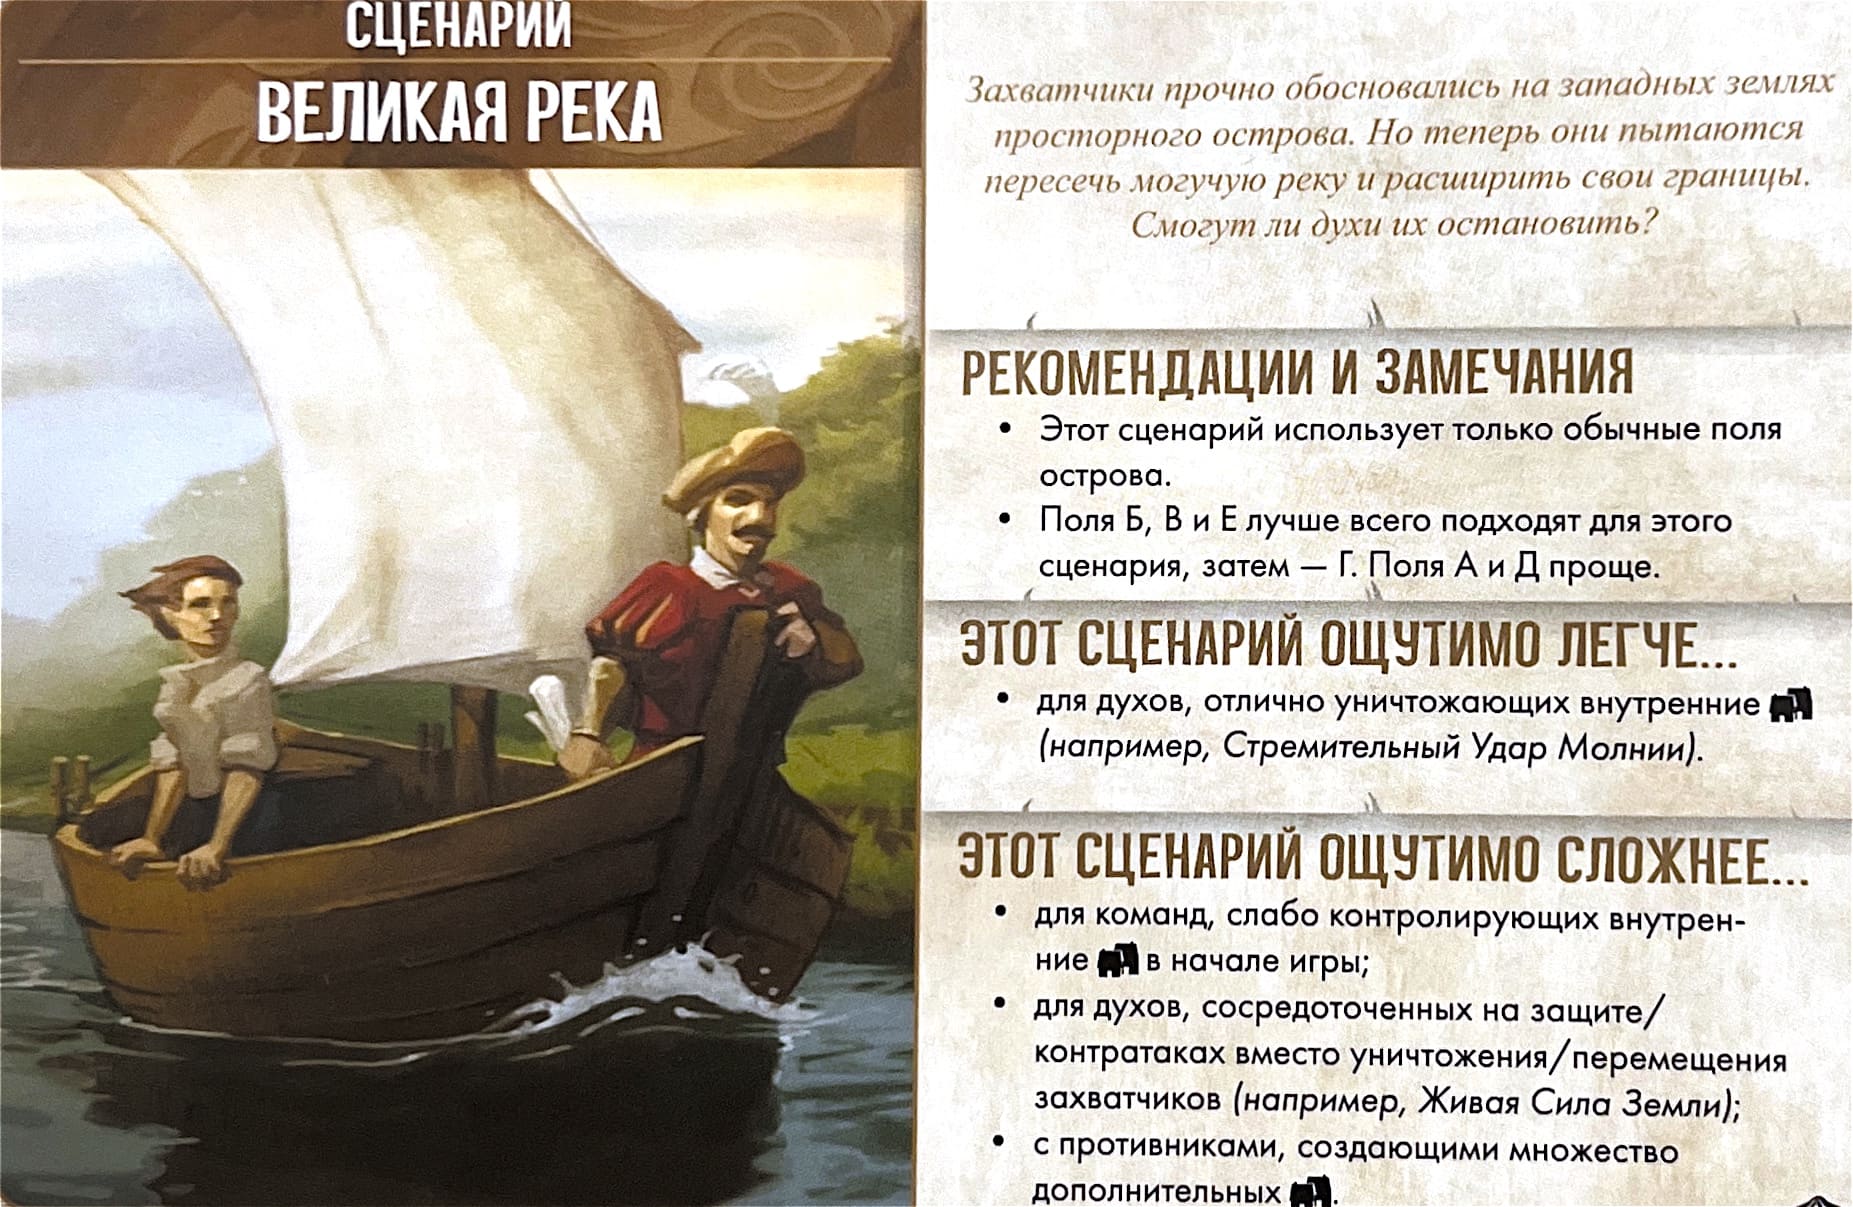 СЦЕНАРИЙ
ВЕЛИКАЯ РЕКА
Захватчики прочно обосновались на западных землях
просторного острова. Но теперь они пытаются
пересечь могучую реку и расширить свои границы.
Смогут ли духи их остановить?
РЕКОМЕНДАЦИИ И ЗАМЕЧАНИЯ
• Этот сценарий использует только обычные поля
острова.
• Поля Б, В и Е лучше всего подходят для этого
сценария, затем — Г. Поля А и Д проще.
ЭТОТ СЦЕНАРИЙ ОЩУТИМО ЛЕГЧЕ...
• для духов, отлично уничтожающих внутренние
(например, Стремительный Удар Молнии).
ЭТОТ СЦЕНАРИЙ ОЩУТИМО СЛОЖНЕЕ...
• для команд, слабо контролирующих внутрен-
ние в начале игры;
• для духов, сосредоточенных на защите/
контратаках вместо уничтожения/перемещения
захватчиков (например, Живая Сила Земли);
• с противниками, создающими множество
дополнительных .